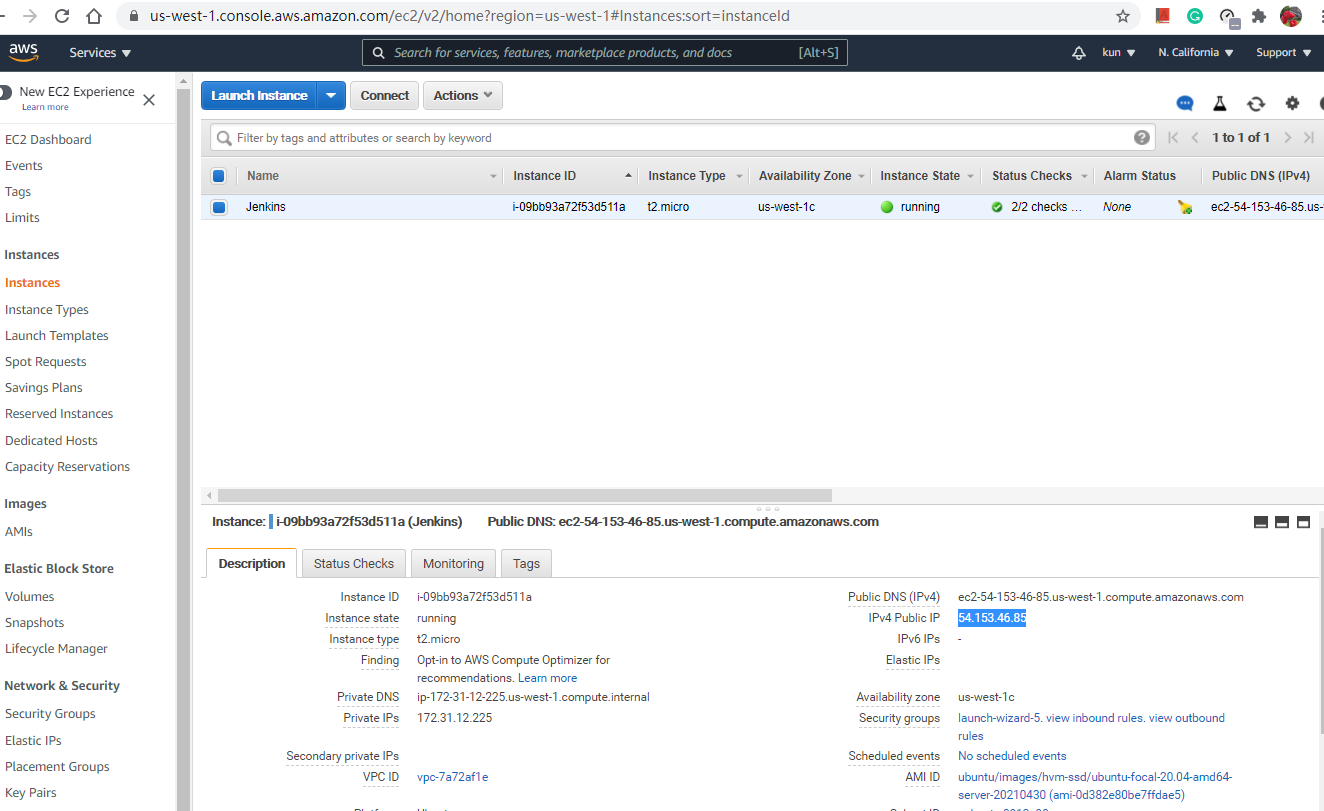 us-west-1.console.aws.amazon.com/ec2/v2/home?region=us-west-1#Instances:sort=instanceId
aws Services Search for services, features, marketplace products, and docs [Alt+S] kun N. California Support
New EC2 Experience
Learn more
Launch Instance Connect Actions
EC2 Dashboard
Events
Tags
Limits
Instances
Instances
Instance Types
Launch Templates
Spot Requests
Savings Plans
Reserved Instances
Dedicated Hosts
Capacity Reservations
Images
AMIs
Elastic Block Store
Volumes
Snapshots
Lifecycle Manager
Network & Security
Security Groups
Elastic IPs
Placement Groups
Key Pairs
Filter by tags and attributes or search by keyword 1 to 1 of 1
Name Instance ID Instance Type Availability Zone Instance State Status Checks Alarm Status Public DNS (IPv4)
Jenkins i-09bb93a72f53d511a t2.micro us-west-1c running 2/2 checks ... None ec2-54-153-46-85.us-
Instance: i-09bb93a72f53d511a (Jenkins) Public DNS: ec2-54-153-46-85.us-west-1.compute.amazonaws.com
Description Status Checks Monitoring Tags
Instance ID i-09bb93a72f53d511a Public DNS (IPv4) ec2-54-153-46-85.us-west-1.compute.amazonaws.com
Instance state running IPv4 Public IP 54.153.46.85
Instance type t2.micro IPv6 IPs -
Finding Opt-in to AWS Compute Optimizer for Elastic IPs
recommendations. Learn more
Private DNS ip-172-31-12-225.us-west-1.compute.internal Availability zone us-west-1c
Private IPs 172.31.12.225 Security groups launch-wizard-5. view inbound rules. view outbound
rules
Secondary private IPs Scheduled events No scheduled events
VPC ID vpc-7a72af1e AMI ID ubuntu/images/hvm-ssd/ubuntu-focal-20.04-amd64-
server-20210430 (ami-0d382e80be7ffdae5)